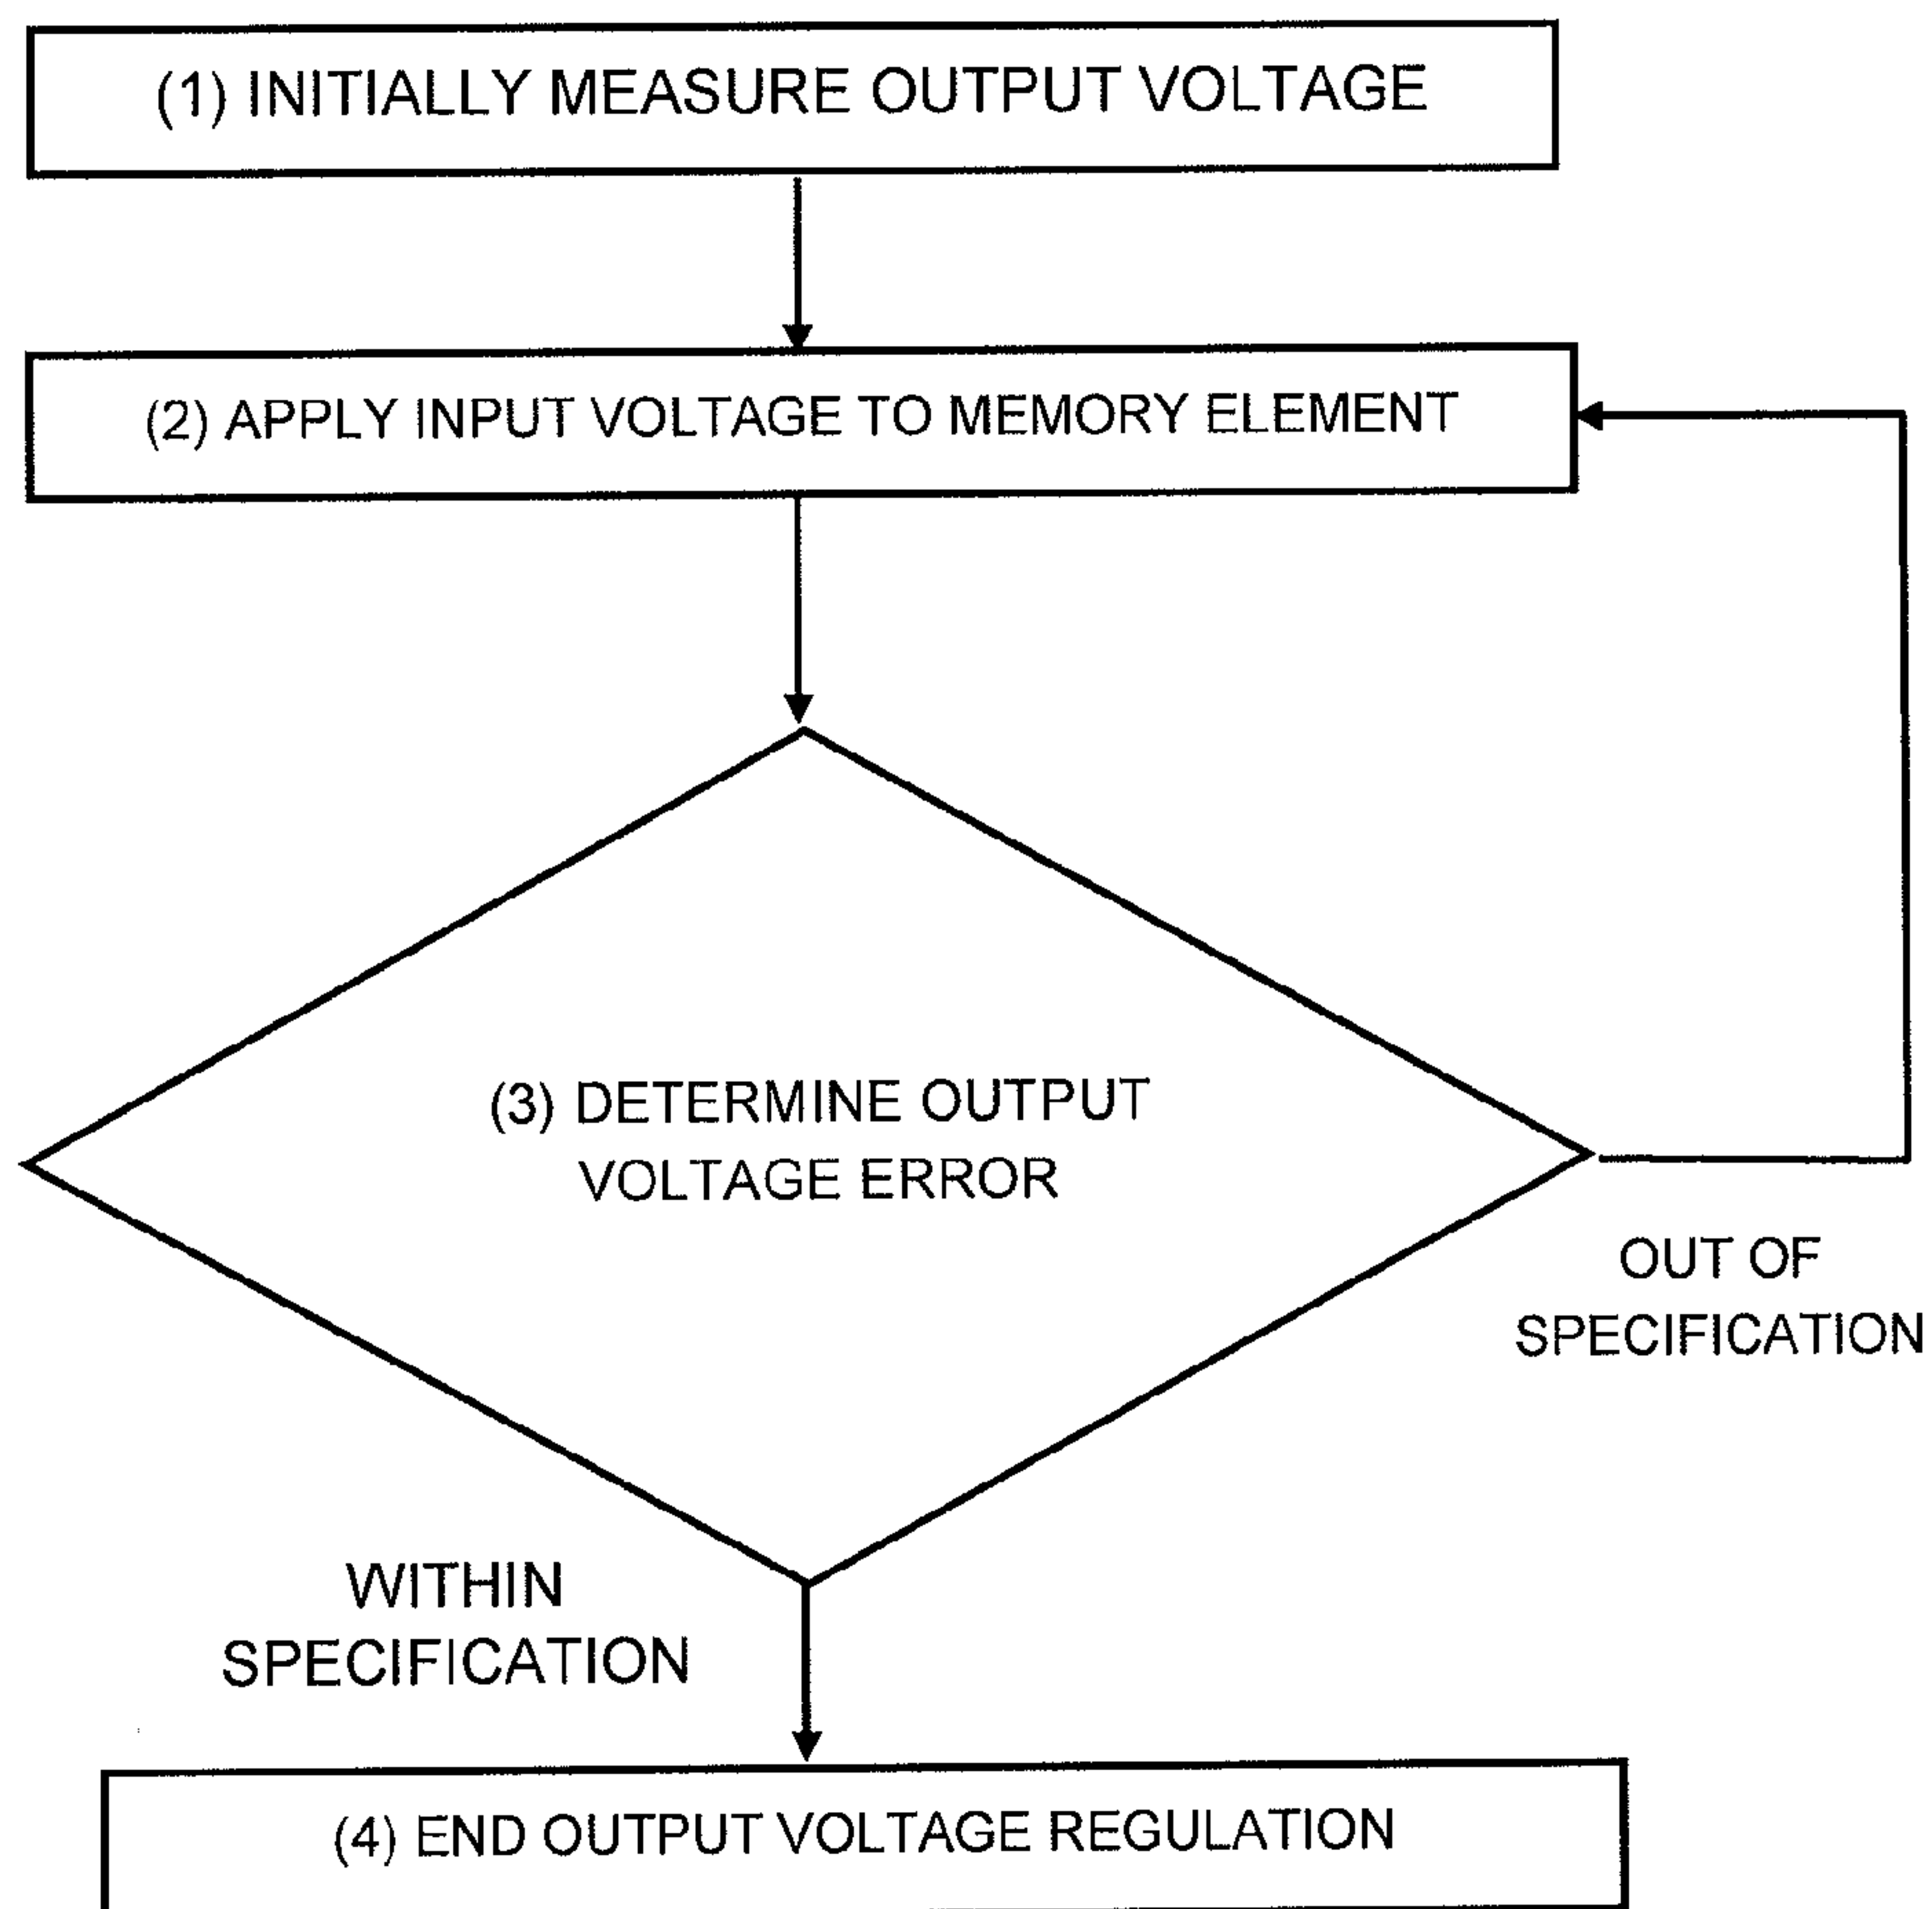 (1) INITIALLY MEASURE OUTPUT VOLTAGE
(2) APPLY INPUT VOLTAGE TO MEMORY ELEMENT
(3) DETERMINE OUTPUT
VOLTAGE ERROR
OUT OF
SPECIFICATION
WITHIN
SPECIFICATION
(4) END OUTPUT VOLTAGE REGULATION